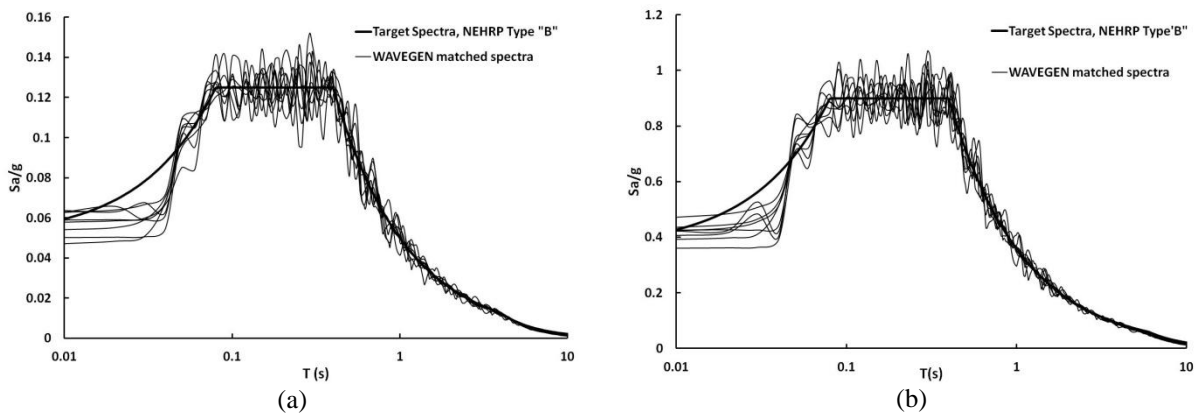 0.16
0.14
0.12
0.1
0.08
0.06
0.04
0.02
0
Sa/g
Target Spectra, NEHRP Type "B"
WAVEGEN matched spectra
0.01
0.1
1
10
T (s)
(a)
1.2
1
0.8
0.6
0.4
0.2
0
Sa/g
Target Spectra, NEHRP Type'B"
WAVEGEN matched spectra
0.01
0.1
1
10
T(s)
(b)